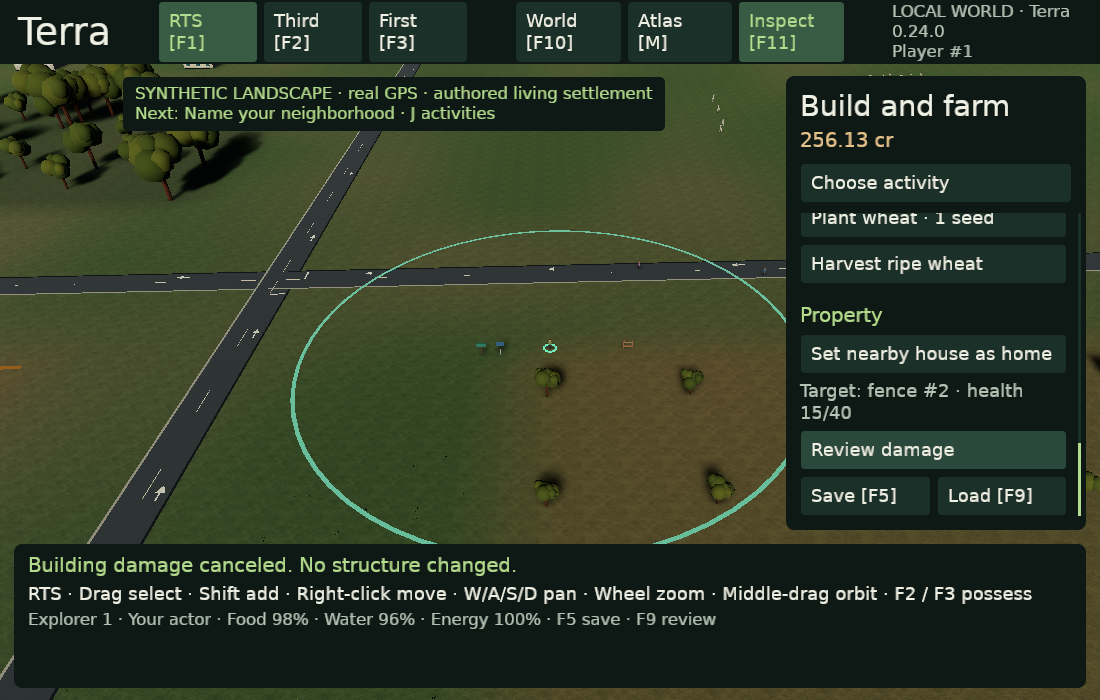 Terra
RTS
[F1]
Third
[F2]
First
[F3]
World
[F10]
Atlas
[M]
Inspect
[F11]
LOCAL WORLD · Terra
0.24.0
Player #1
SYNTHETIC LANDSCAPE · real GPS · authored living settlement
Next: Name your neighborhood · J activities
Build and farm
256.13 cr
Choose activity
Plant wheat · 1 seed
Harvest ripe wheat
Property
Set nearby house as home
Target: fence #2 · health
15/40
Review damage
Save [F5]
Load [F9]
Building damage canceled. No structure changed.
RTS · Drag select · Shift add · Right-click move · W/A/S/D pan · Wheel zoom · Middle-drag orbit · F2 / F3 possess
Explorer 1 · Your actor · Food 98% · Water 96% · Energy 100% · F5 save · F9 review